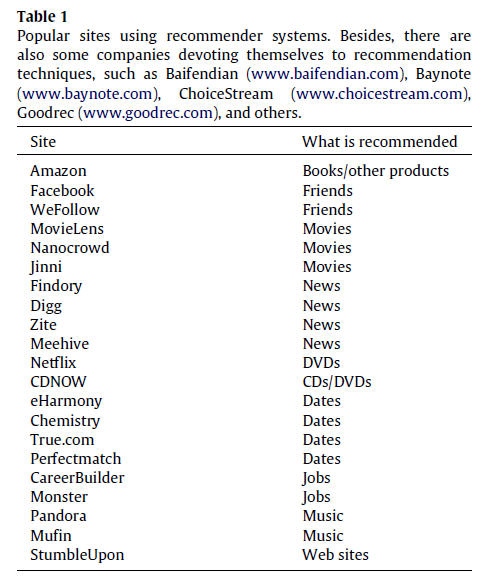 Table 1
Popular sites using recommender systems. Besides, there are
also some companies devoting themselves to recommendation
techniques, such as Baifendian (www.baifendian.com), Baynote
(www.baynote.com), ChoiceStream (www.choicestream.com),
Goodrec (www.goodrec.com), and others.
Site What is recommended
Amazon Books/other products
Facebook Friends
WeFollow Friends
MovieLens Movies
Nanocrowd Movies
Jinni Movies
Findory News
Digg News
Zite News
Meehive News
Netflix DVDs
CDNOW CDs/DVDs
eHarmony Dates
Chemistry Dates
True.com Dates
Perfectmatch Dates
CareerBuilder Jobs
Monster Jobs
Pandora Music
Mufin Music
StumbleUpon Web sites